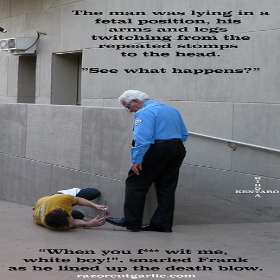 The man was lying in a
fetal position, his
arms and legs
twitching from the
repeated stomps
to the head.
"See what happens?"
KENTARO
"When you f*** wit me,
white boy!", snarled Frank
as he lined up the death blow.
razorcutgarlic.com